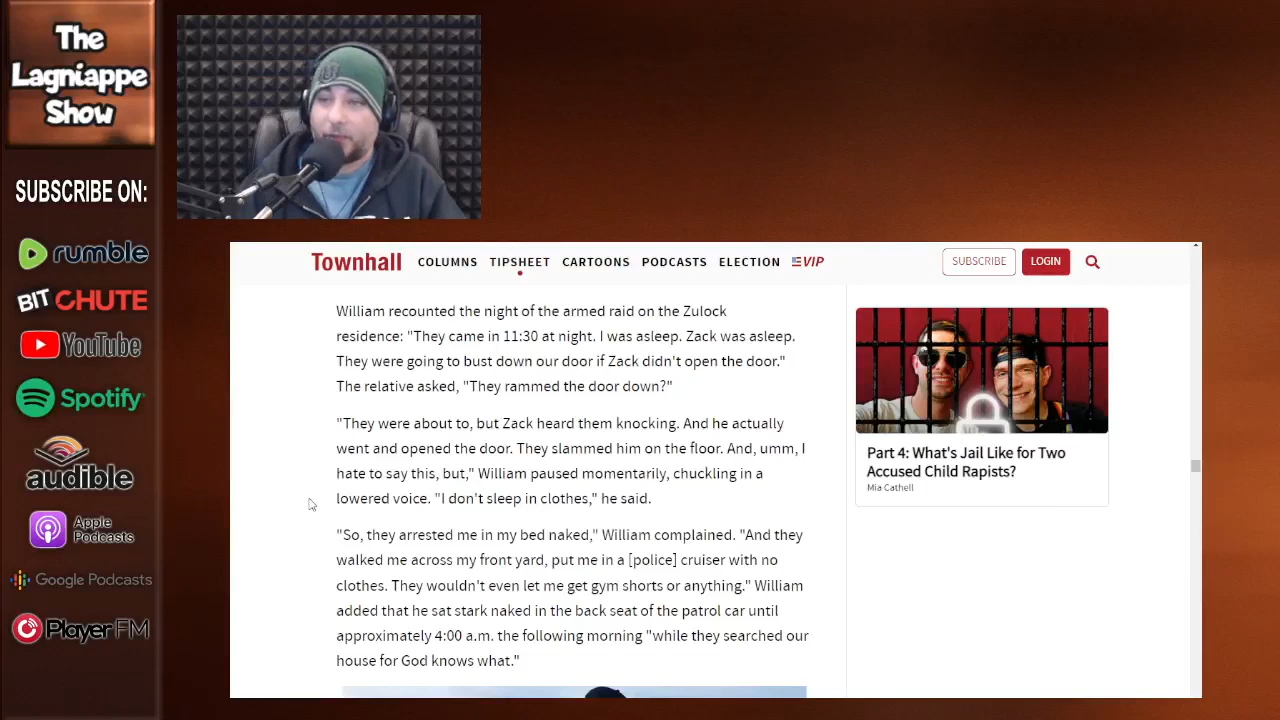 The
Lagniappe
Show
SUBSCRIBE ON:
rumble
BIT CHUTE
YouTube
Spotify
audible
Apple
Podcasts
Google Podcasts
Player FM
Townhall COLUMNS TIPSHEET CARTOONS PODCASTS ELECTION VIP SUBSCRIBE LOGIN
William recounted the night of the armed raid on the Zulock
residence: "They came in 11:30 at night. I was asleep. Zack was asleep.
They were going to bust down our door if Zack didn't open the door."
The relative asked, "They rammed the door down?"
"They were about to, but Zack heard them knocking. And he actually
went and opened the door. They slammed him on the floor. And, umm, I
hate to say this, but," William paused momentarily, chuckling in a
lowered voice. "I don't sleep in clothes," he said.
"So, they arrested me in my bed naked," William complained. "And they
walked me across my front yard, put me in a [police] cruiser with no
clothes. They wouldn't even let me get gym shorts or anything." William
added that he sat stark naked in the back seat of the patrol car until
approximately 4:00 a.m. the following morning "while they searched our
house for God knows what."
Part 4: What's Jail Like for Two
Accused Child Rapists?
Mia Cathell